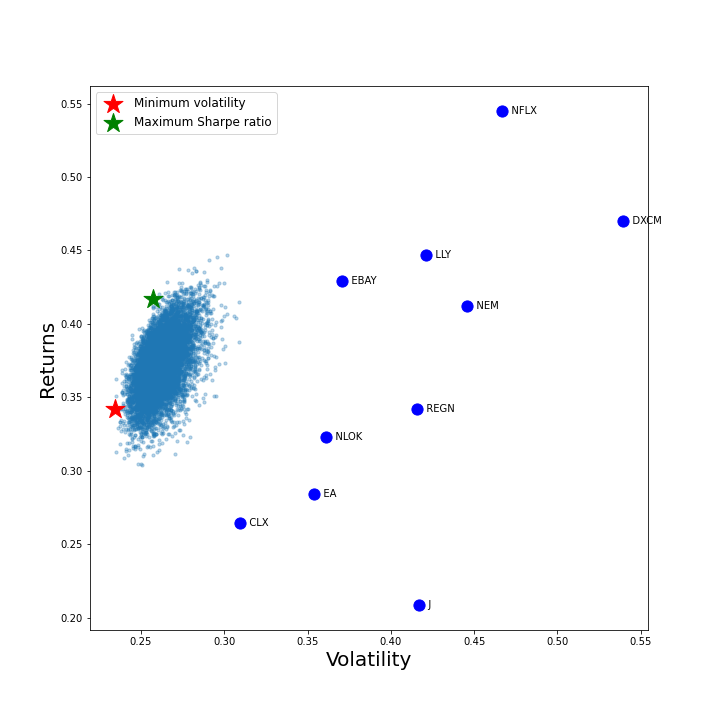 Minimum volatility
Maximum Sharpe ratio
NFLX
DXCM
LLY
EBAY
NEM
REGN
NLOK
EA
CLX
J
0.55
0.50
0.45
0.40
0.35
0.30
0.25
0.20
Returns
0.25 0.30 0.35 0.40 0.45 0.50 0.55
Volatility